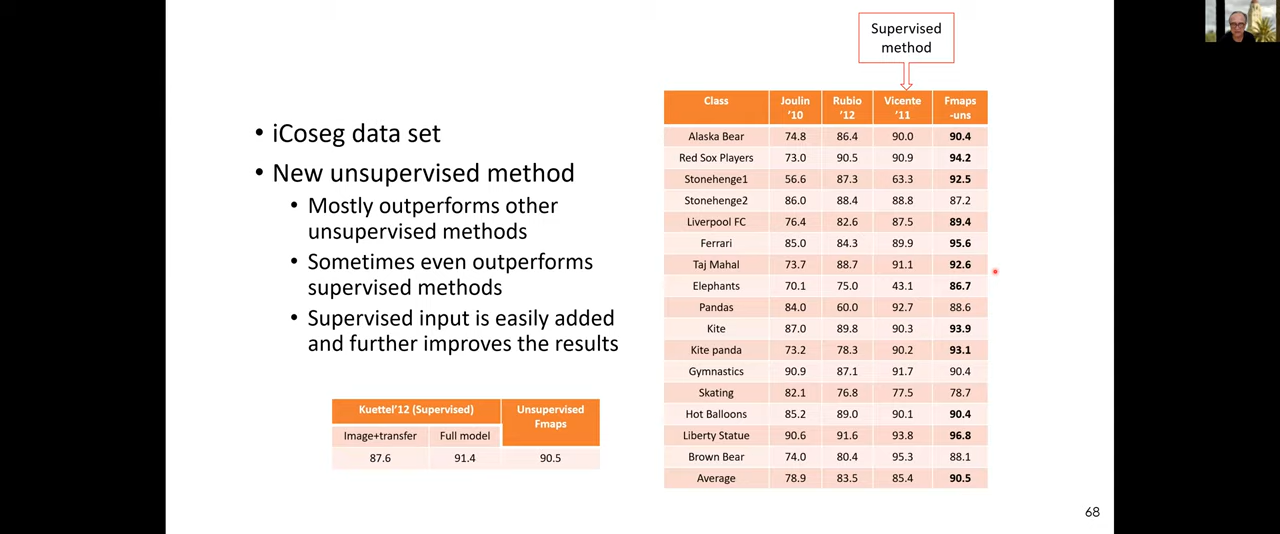 Supervised
method
• iCoseg data set
• New unsupervised method
• Mostly outperforms other
unsupervised methods
• Sometimes even outperforms
supervised methods
• Supervised input is easily added
and further improves the results
Kuettel'12 (Supervised) Unsupervised Fmaps
Image+transfer Full model
87.6 91.4 90.5
Class Joulin '10 Rubio '12 Vicente '11 Fmaps -uns
Alaska Bear 74.8 86.4 90.0 90.4
Red Sox Players 73.0 90.5 90.9 94.2
Stonehenge1 56.6 87.3 63.3 92.5
Stonehenge2 86.0 88.4 88.8 87.2
Liverpool FC 76.4 82.6 87.5 89.4
Ferrari 85.0 84.3 89.9 95.6
Taj Mahal 73.7 88.7 91.1 92.6
Elephants 70.1 75.0 43.1 86.7
Pandas 84.0 60.0 92.7 88.6
Kite 87.0 89.8 90.3 93.9
Kite panda 73.2 78.3 90.2 93.1
Gymnastics 90.9 87.1 91.7 90.4
Skating 82.1 76.8 77.5 78.7
Hot Balloons 85.2 89.0 90.1 90.4
Liberty Statue 90.6 91.6 93.8 96.8
Brown Bear 74.0 80.4 95.3 88.1
Average 78.9 83.5 85.4 90.5
68